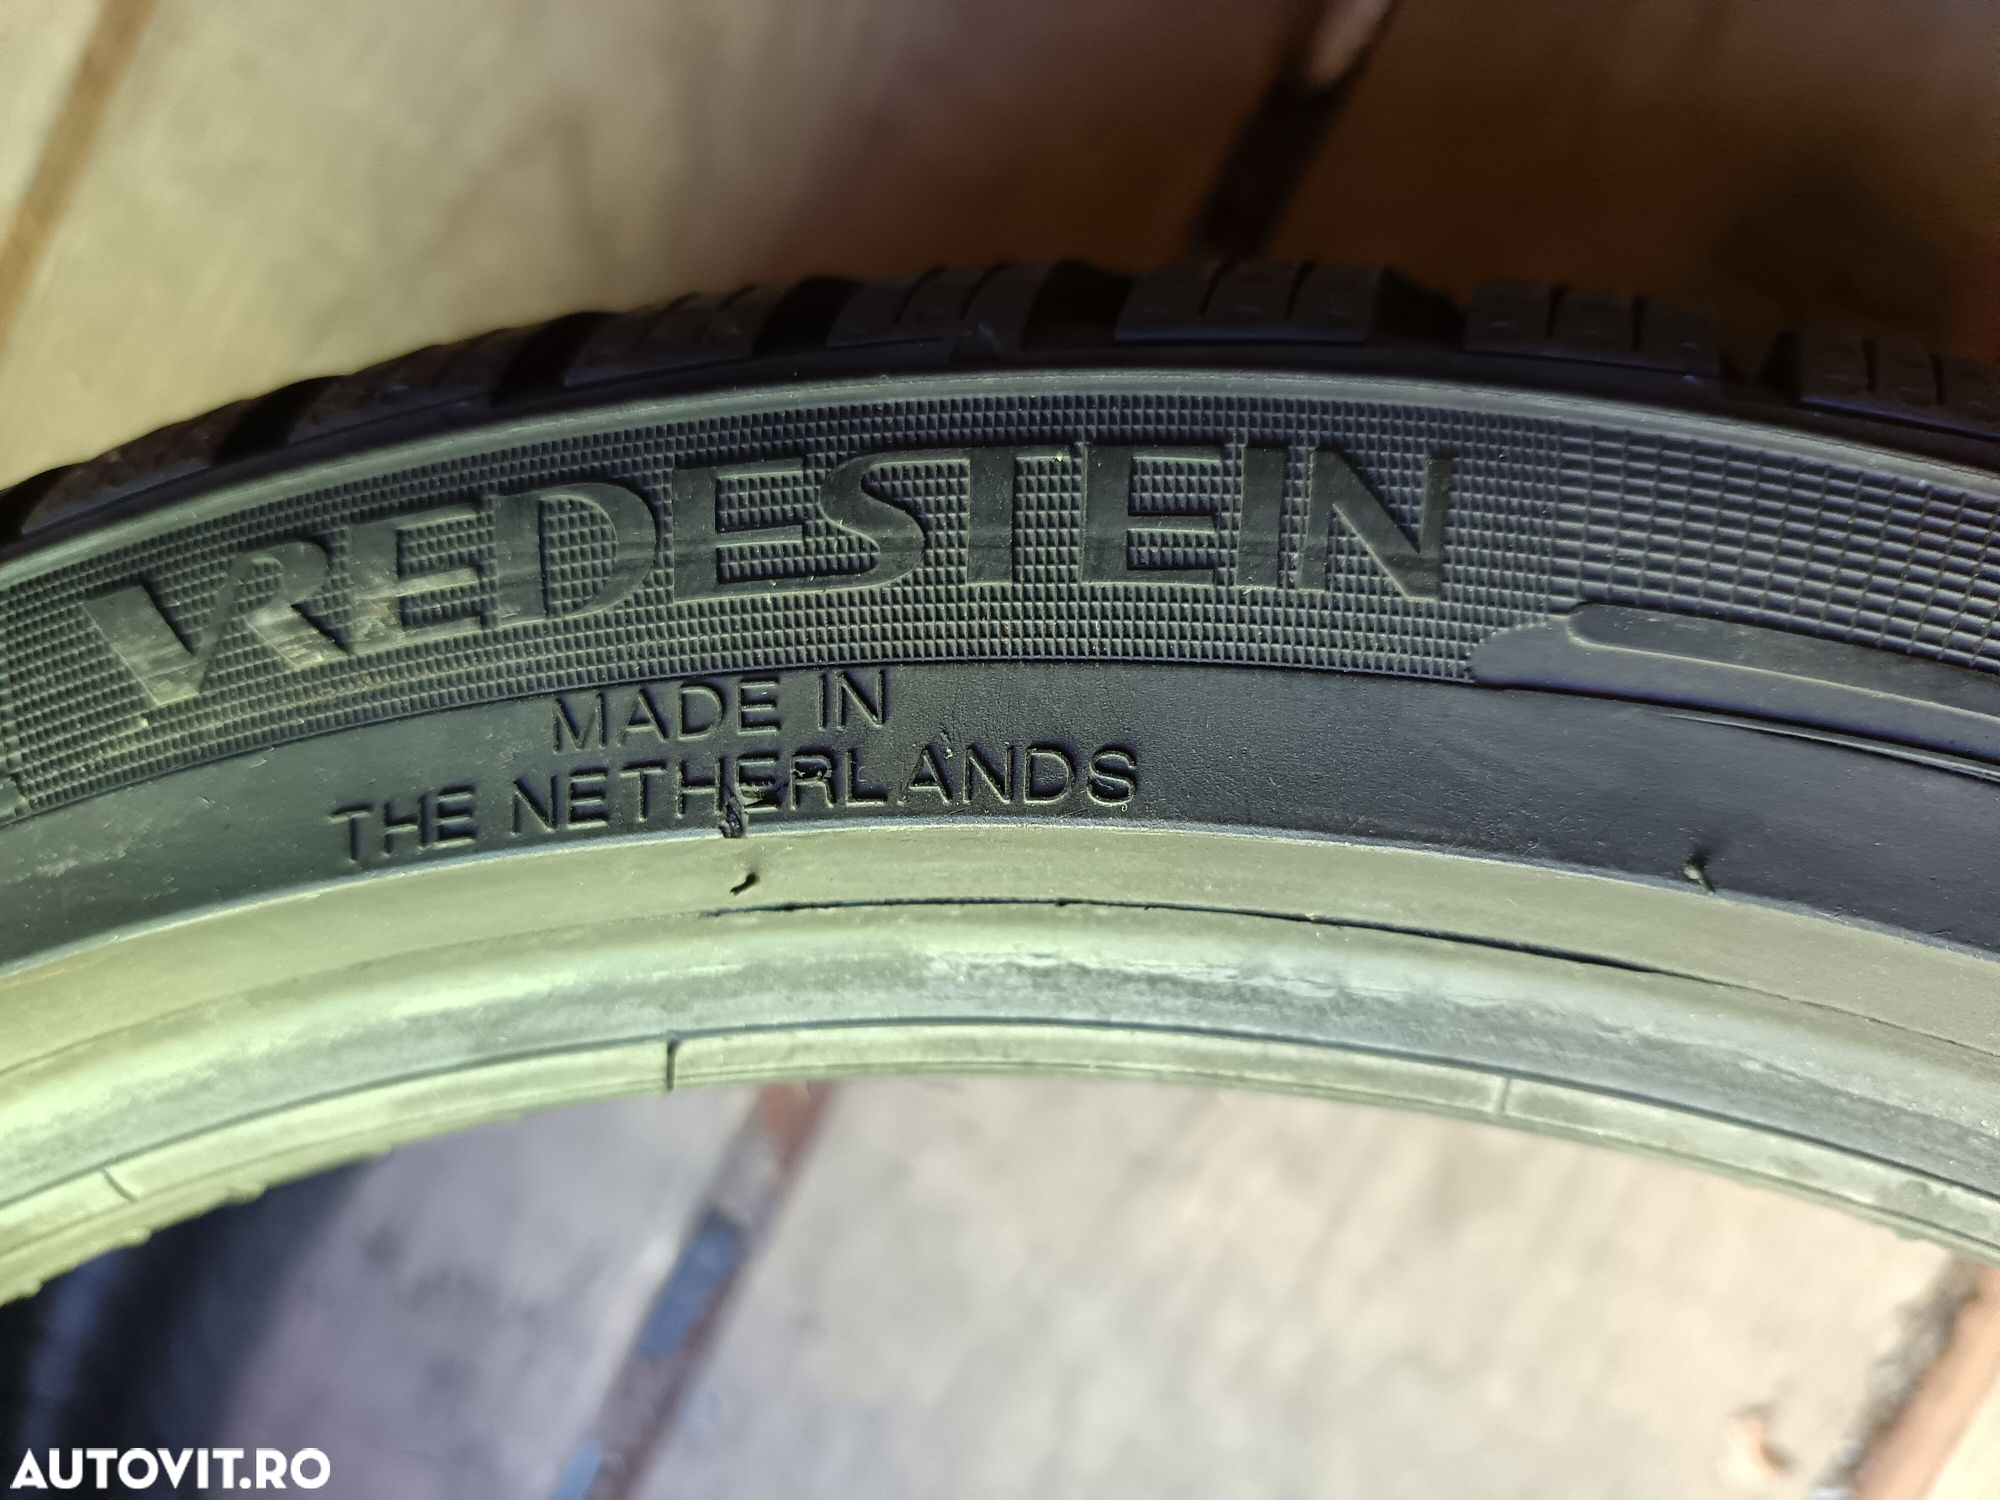 VREDESTEIN
MADE IN
THE NETHERLANDS
AUTOVIT.RO